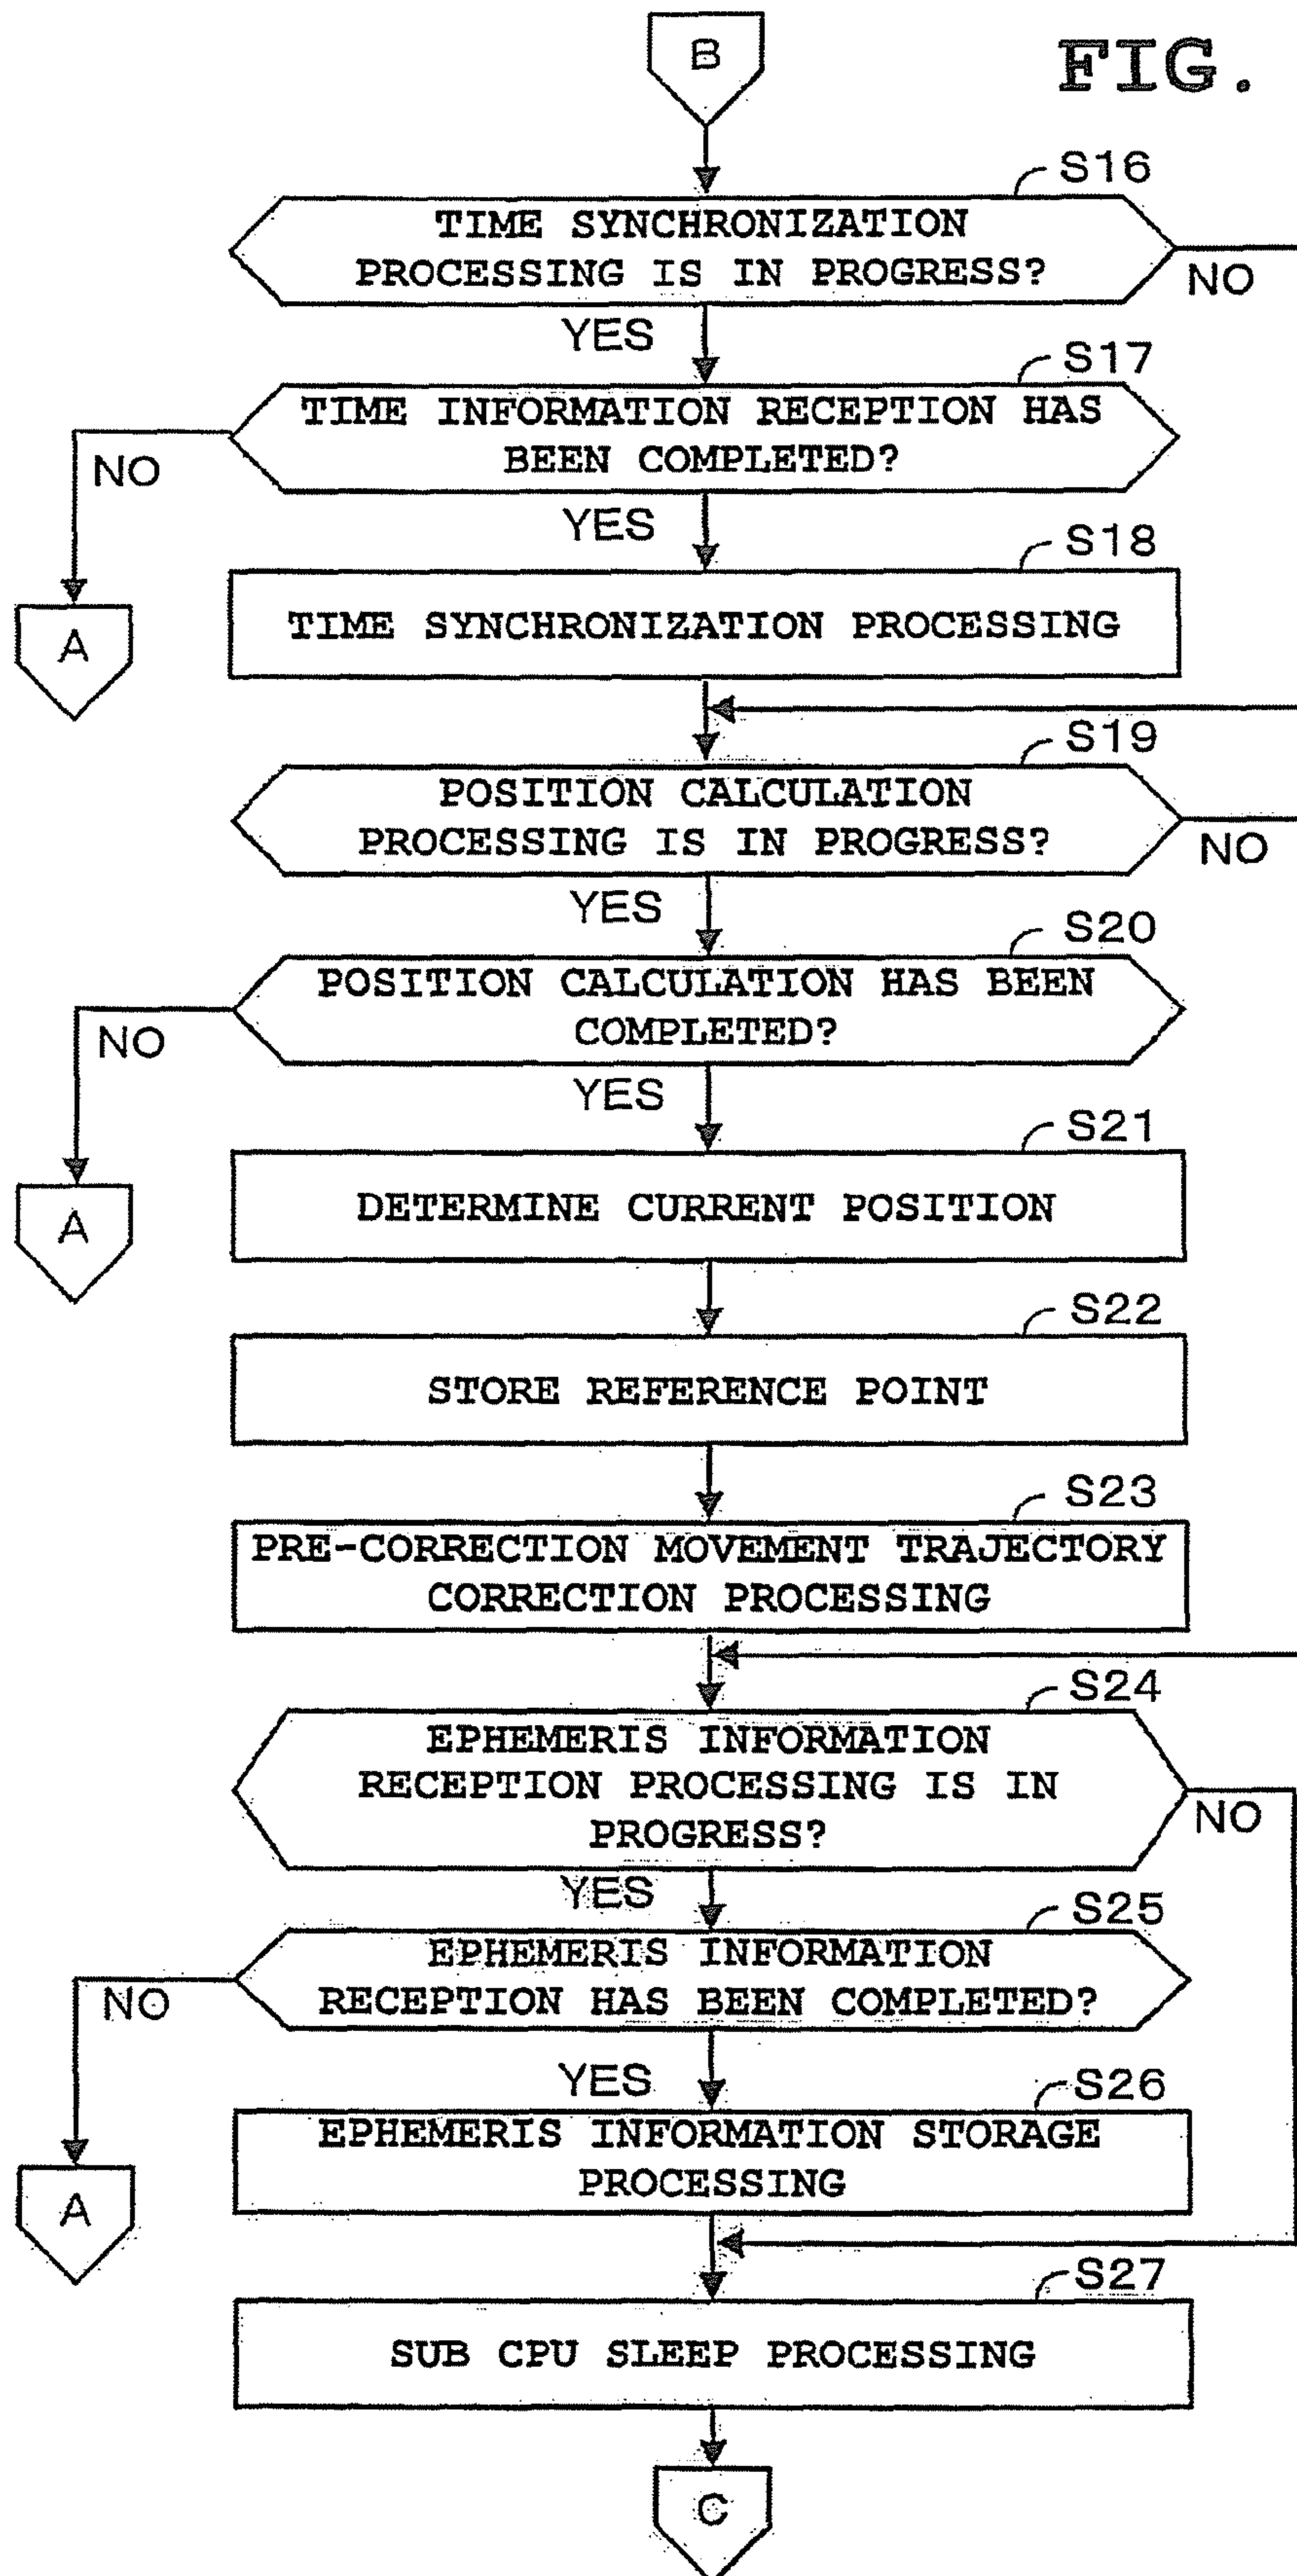 B
FIG.
S16
TIME SYNCHRONIZATION
PROCESSING IS IN PROGRESS?
NO
YES
S17
TIME INFORMATION RECEPTION HAS
BEEN COMPLETED?
NO
YES
S18
A
TIME SYNCHRONIZATION PROCESSING
S19
POSITION CALCULATION
PROCESSING IS IN PROGRESS?
NO
YES
S20
POSITION CALCULATION HAS BEEN
COMPLETED?
NO
YES
S21
A
DETERMINE CURRENT POSITION
S22
STORE REFERENCE POINT
S23
PRE-CORRECTION MOVEMENT TRAJECTORY
CORRECTION PROCESSING
S24
EPHEMERIS INFORMATION
RECEPTION PROCESSING IS IN
PROGRESS?
NO
YES
S25
EPHEMERIS INFORMATION
RECEPTION HAS BEEN COMPLETED?
NO
YES
S26
EPHEMERIS INFORMATION STORAGE
PROCESSING
A
S27
SUB CPU SLEEP PROCESSING
C